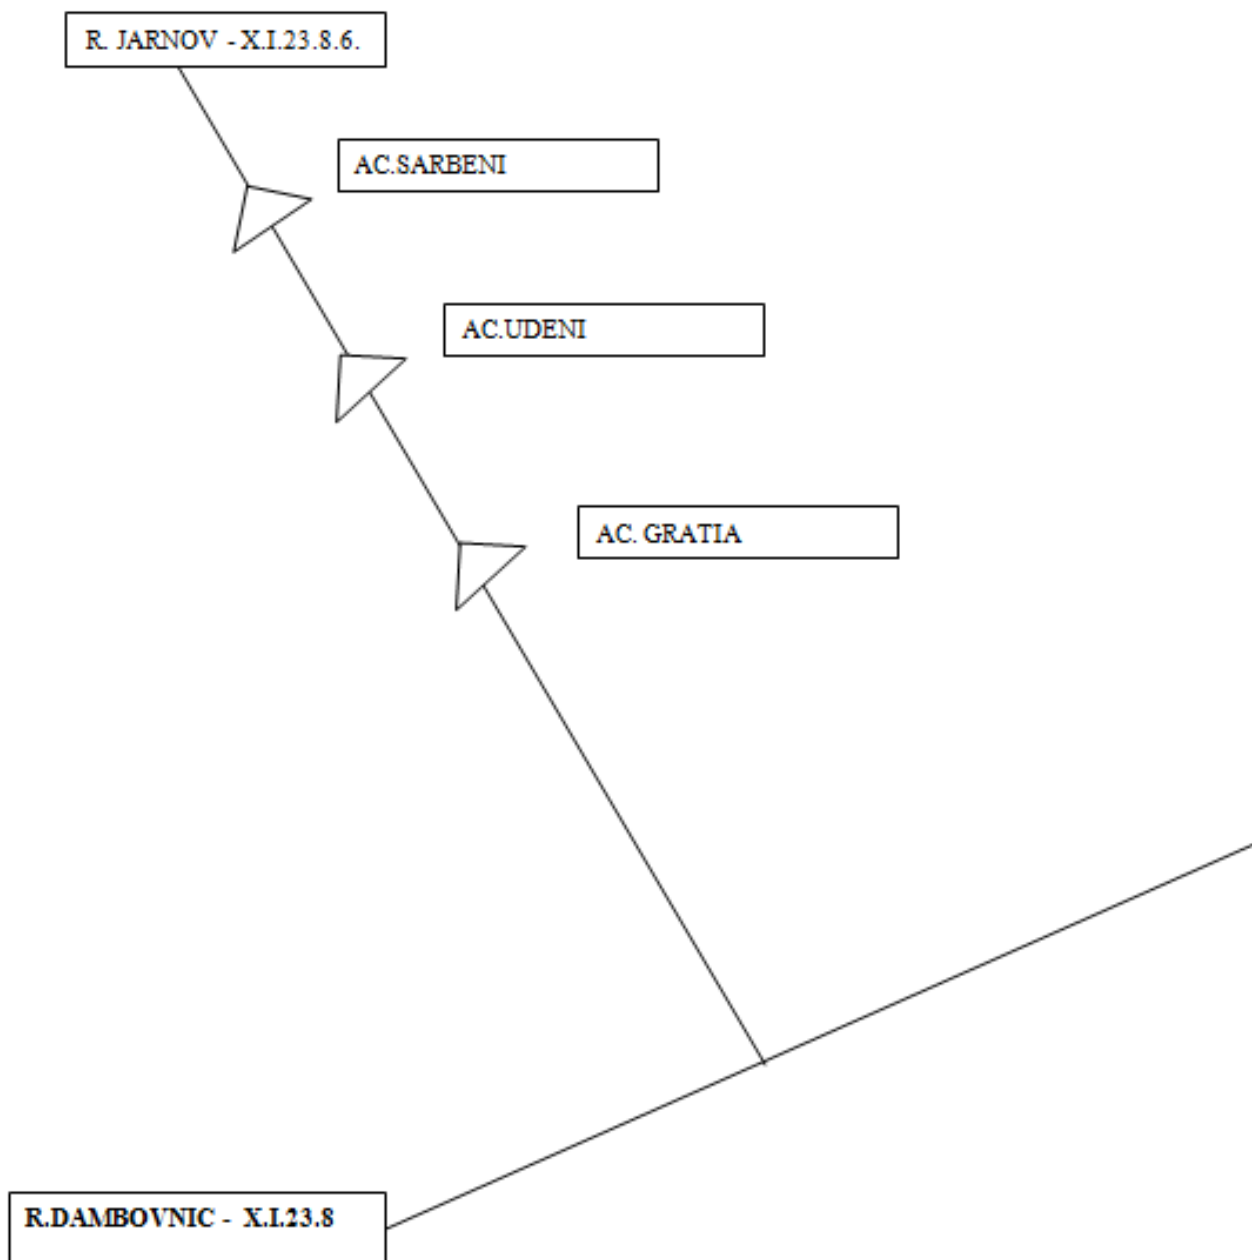 R. JARNOV - X.I.23.8.6.
AC.SARBENI
AC.UDENI
AC. GRATIA
R.DAMBOVNIC - X.I.23.8